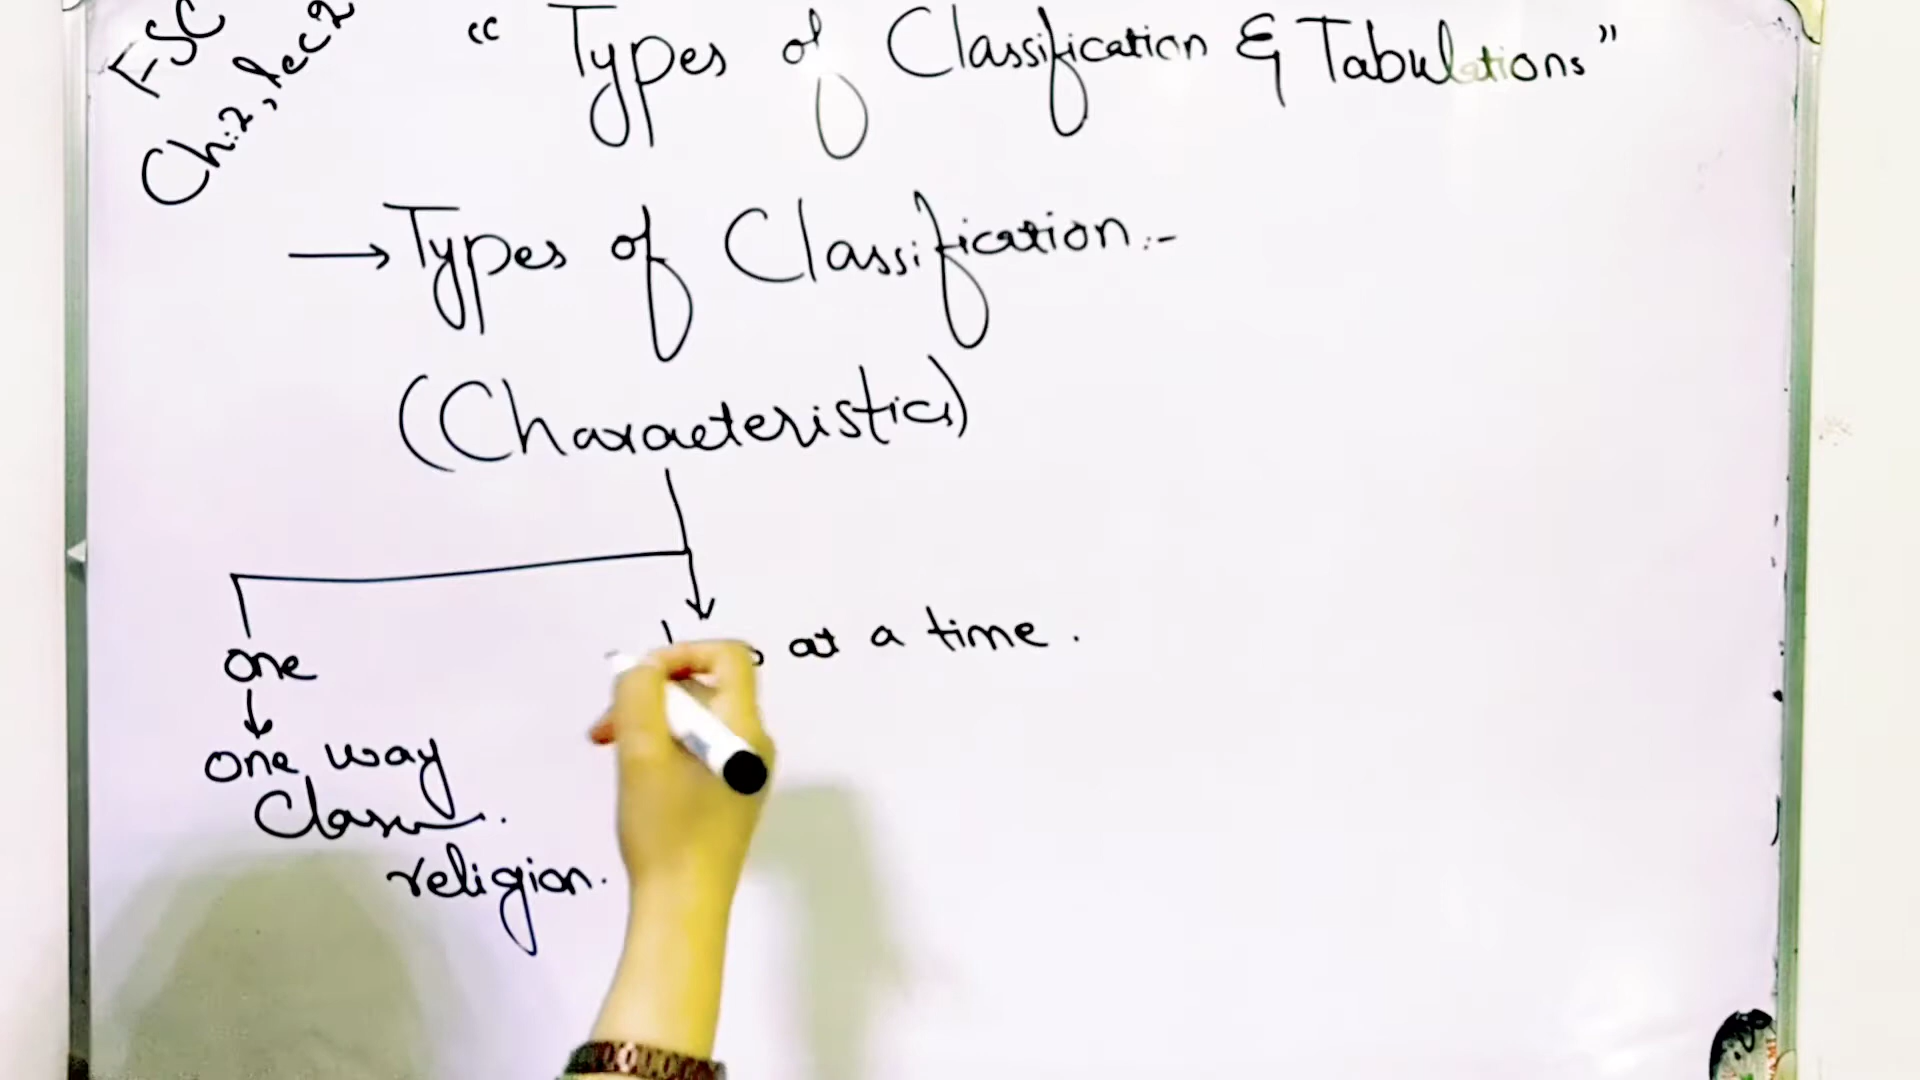 FSC
Ch:2, Lec 2
“Types of Classification & Tabulations”
→ Types of Classification :-
(Characteristics)
one
at a time .
↓
one way
Class .
religion .